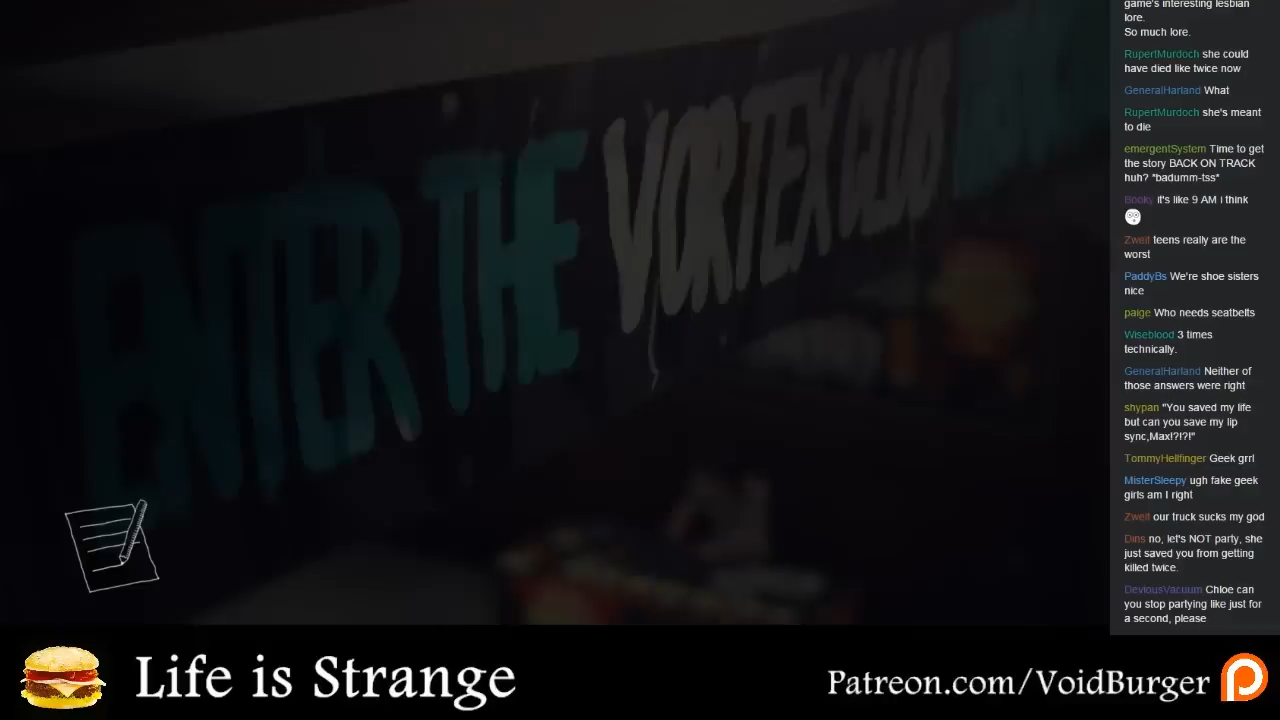 ENTER THE VORTEX CLUB
game's interesting lesbian
lore.
So much lore.
RupertMurdoch she could
have died like twice now
GeneralHarland What
RupertMurdoch she's meant
to die
emergentSystem Time to get
the story BACK ON TRACK
huh? *badumm-tss*
Booky it's like 9 AM i think
Zweit teens really are the
worst
PaddyBs We're shoe sisters
nice
paige Who needs seatbelts
Wiseblood 3 times
technically.
GeneralHarland Neither of
those answers were right
shypan "You saved my life
but can you save my lip
sync,Max!?!?!"
TommyHellfinger Geek grrl
MisterSleepy ugh fake geek
girls am I right
Zweit our truck sucks my god
Dins no, let's NOT party, she
just saved you from getting
killed twice.
DeviousVacuum Chloe can
you stop partying like just for
a second, please
Life is Strange
Patreon.com/VoidBurger